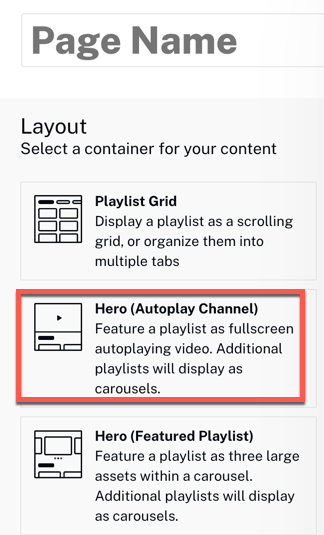 Page Name
Layout
Select a container for your content
Playlist Grid
Display a playlist as a scrolling
grid, or organize them into
multiple tabs
Hero (Autoplay Channel)
Feature a playlist as fullscreen
autoplaying video. Additional
playlists will display as
carousels.
Hero (Featured Playlist)
Feature a playlist as three large
assets within a carousel.
Additional playlists will display
as carousels.